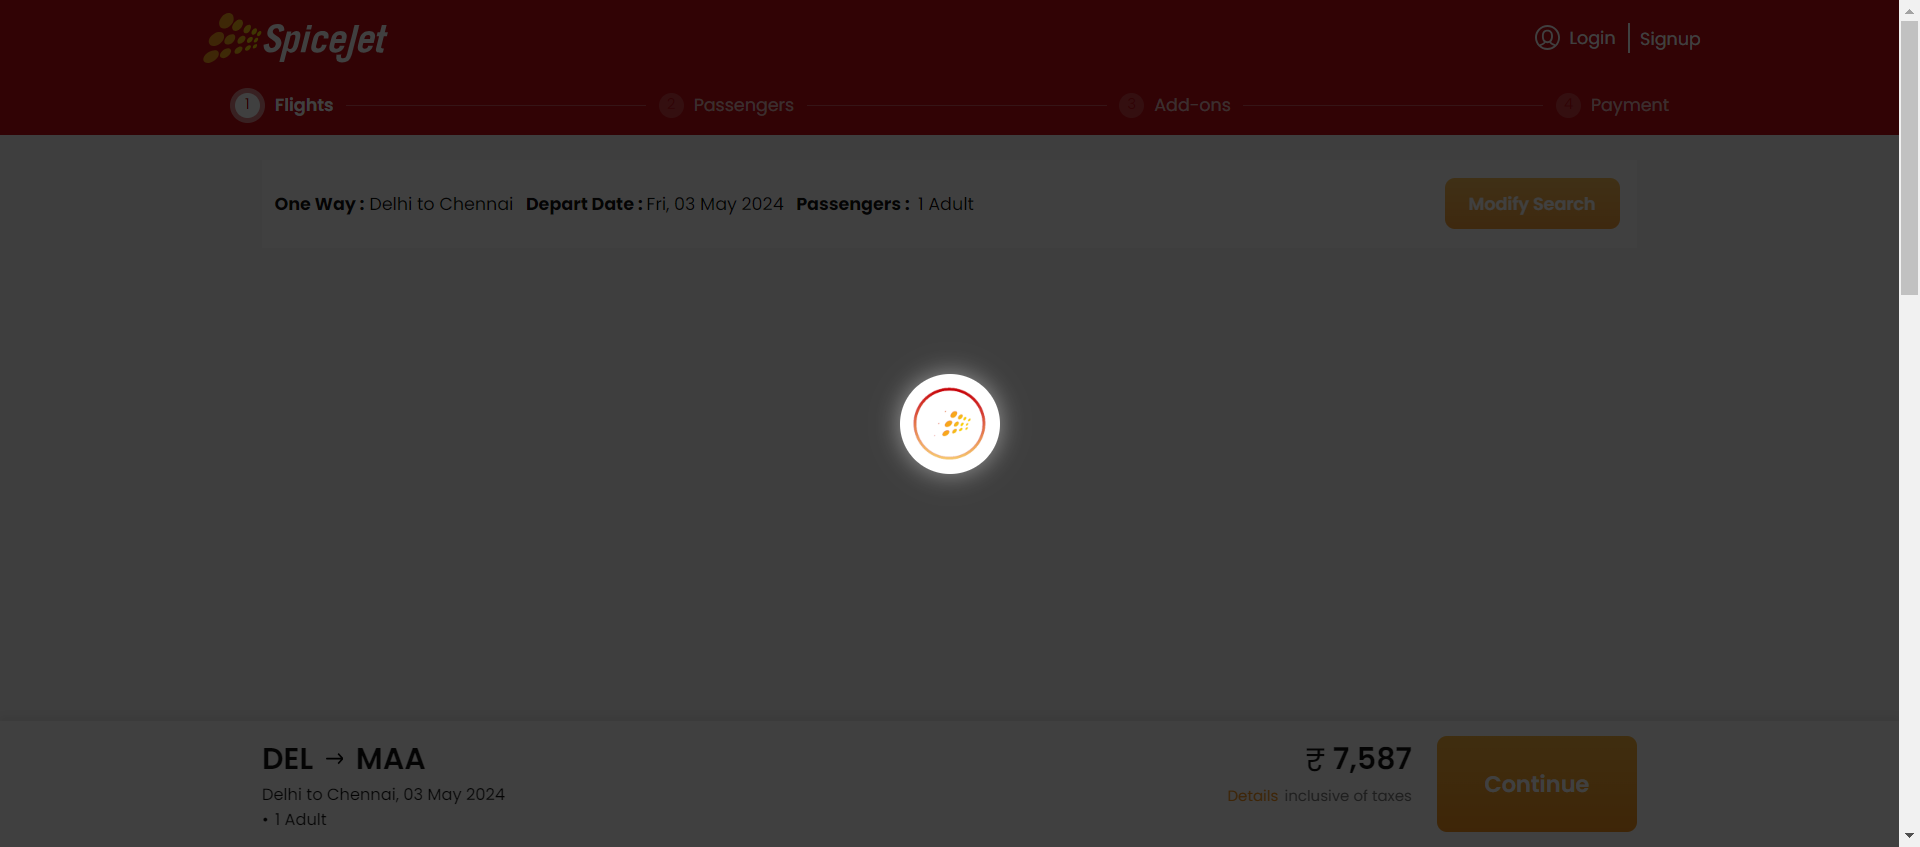 SpiceJet
Login
Signup
1 Flights
2 Passengers
3 Add-ons
4 Payment
One Way : Delhi to Chennai Depart Date : Fri, 03 May 2024 Passengers : 1 Adult
Modify Search
DEL → MAA
Delhi to Chennai, 03 May 2024
• 1 Adult
₹ 7,587
Details inclusive of taxes
Continue